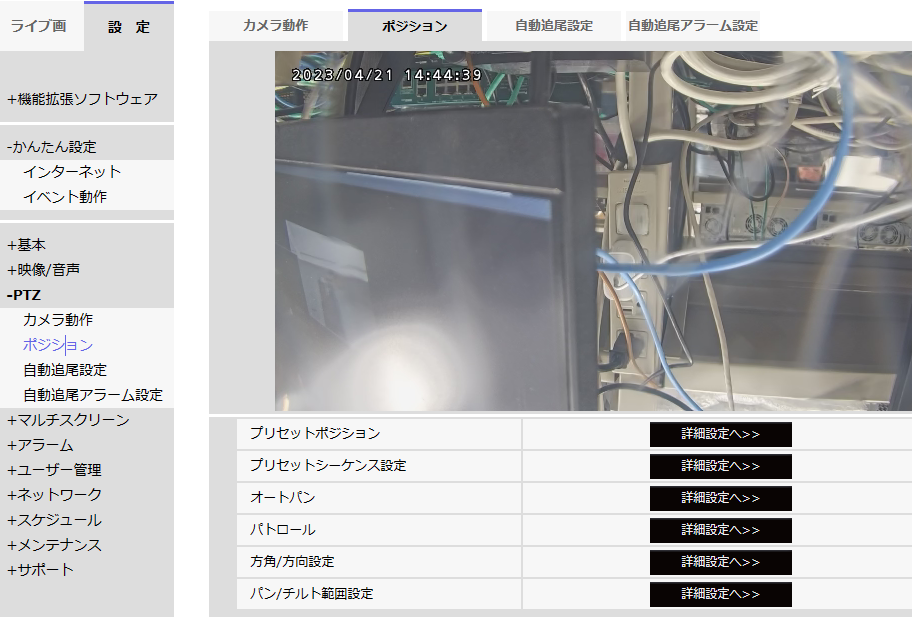 ライブ画
設 定
+機能拡張ソフトウェア
-かんたん設定
インターネット
イベント動作
+基本
+映像/音声
-PTZ
カメラ動作
ポジション
自動追尾設定
自動追尾アラーム設定
+マルチスクリーン
+アラーム
+ユーザー管理
+ネットワーク
+スケジュール
+メンテナンス
+サポート
カメラ動作
ポジション
自動追尾設定
自動追尾アラーム設定
2023/04/21 14:44:39
プリセットポジション
詳細設定へ>>
プリセットシーケンス設定
詳細設定へ>>
オートパン
詳細設定へ>>
パトロール
詳細設定へ>>
方角/方向設定
詳細設定へ>>
パン/チルト範囲設定
詳細設定へ>>